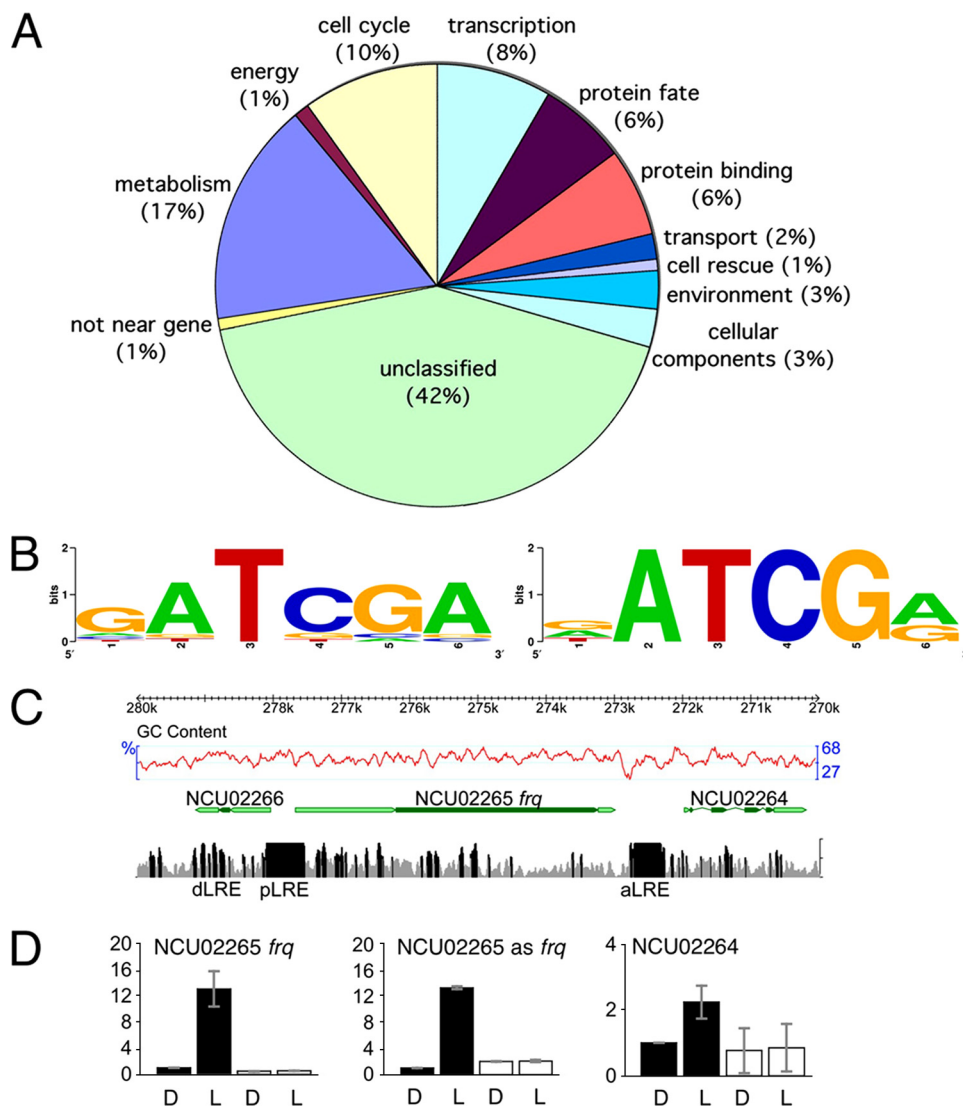 A
cell cycle
(10%)
transcription
(8%)
energy
(1%)
protein fate
(6%)
metabolism
(17%)
protein binding
(6%)
transport (2%)
cell rescue (1%)
environment (3%)
not near gene
(1%)
cellular
components (3%)
unclassified
(42%)
B
2
bits
1
0
GATCGA
5′ 1 2 3 4 5 6 3′
2
bits
1
0
GATCGA
A G
5′ 1 2 3 4 5 6 3′
C
280k 278k 277k 276k 275k 274k 273k 272k 271k 270k
GC Content
% 68
27
NCU02266 NCU02265 frq NCU02264
dLRE pLRE aLRE
D
NCU02265 frq
20
16
12
8
4
0
D L D L
NCU02265 as frq
20
16
12
8
4
0
D L D L
NCU02264
4
2
0
D L D L